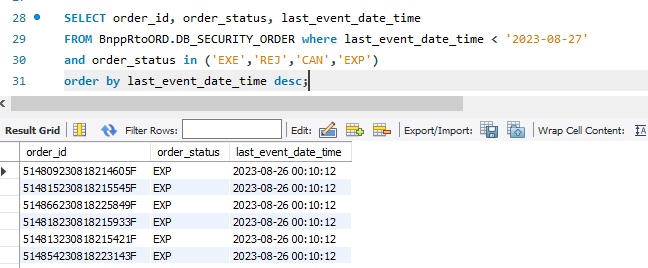 28 SELECT order_id, order_status, last_event_date_time
29 FROM BnppRtoORD.DB_SECURITY_ORDER where last_event_date_time < '2023-08-27'
30 and order_status in ('EXE','REJ','CAN','EXP')
31 order by last_event_date_time desc;
Result Grid Filter Rows: Edit: Export/Import: Wrap Cell Content: IA
order_id order_status last_event_date_time
514809230818214605F EXP 2023-08-26 00:10:12
514815230818215545F EXP 2023-08-26 00:10:12
514866230818225849F EXP 2023-08-26 00:10:12
514818230818215933F EXP 2023-08-26 00:10:12
514813230818215421F EXP 2023-08-26 00:10:12
514854230818223143F EXP 2023-08-26 00:10:12